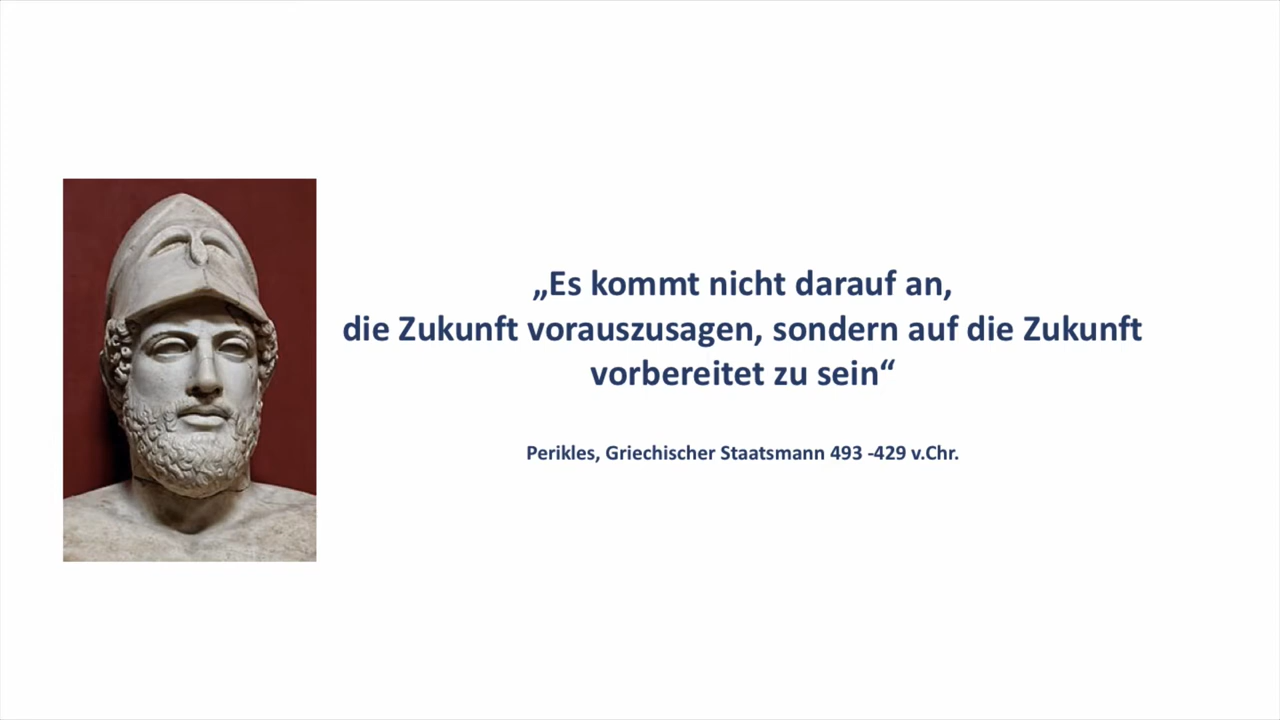 „Es kommt nicht darauf an,
die Zukunft vorauszusagen, sondern auf die Zukunft
vorbereitet zu sein“
Perikles, Griechischer Staatsmann 493 -429 v.Chr.